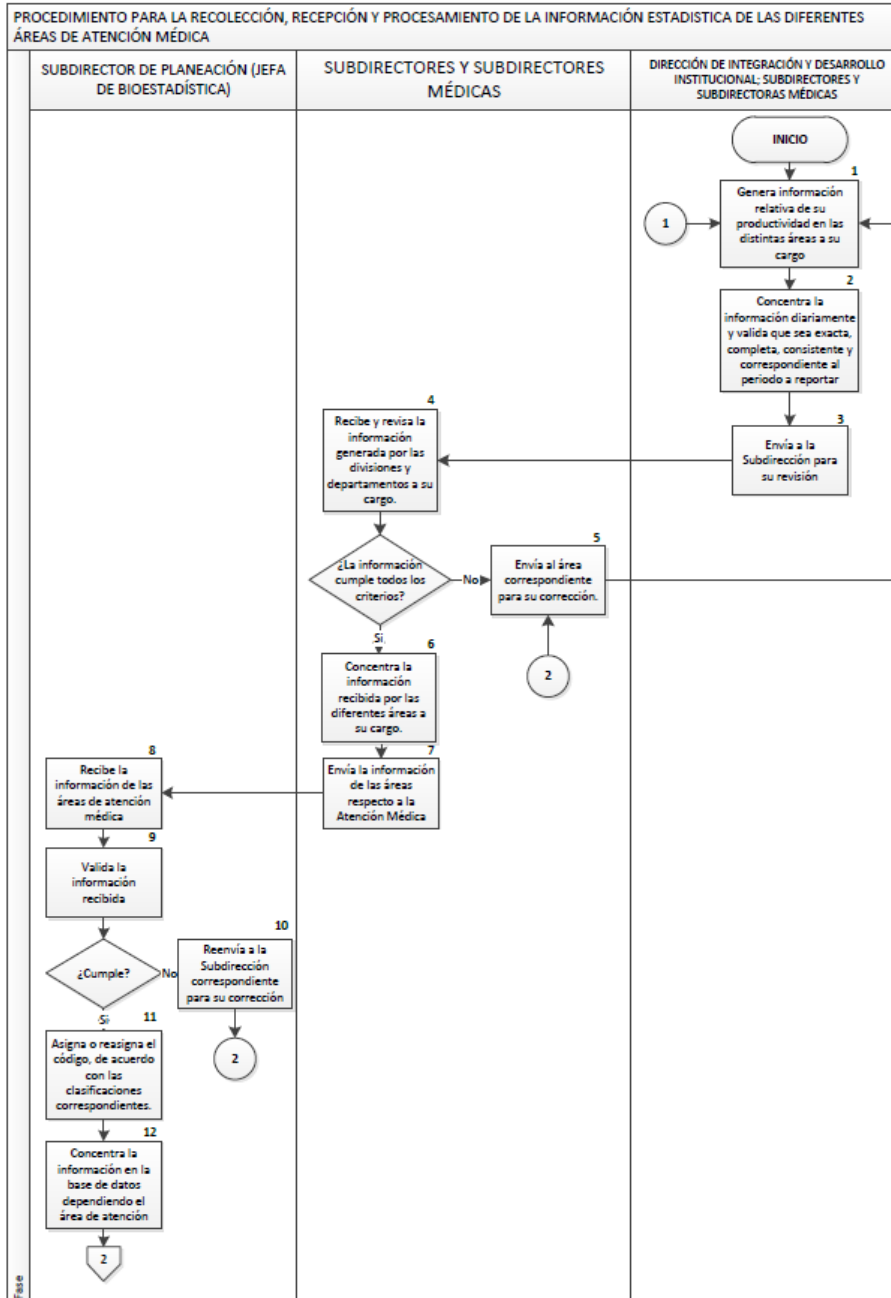 PROCEDIMIENTO PARA LA RECOLECCIÓN, RECEPCIÓN Y PROCESAMIENTO DE LA INFORMACIÓN ESTADISTICA DE LAS DIFERENTES
ÁREAS DE ATENCIÓN MÉDICA
SUBDIRECTOR DE PLANEACIÓN (JEFA
DE BIOESTADÍSTICA)
SUBDIRECTORES Y SUBDIRECTORES
MÉDICAS
DIRECCIÓN DE INTEGRACIÓN Y DESARROLLO
INSTITUCIONAL; SUBDIRECTORES Y
SUBDIRECTORAS MÉDICAS
INICIO
1
Genera información
relativa de su
productividad en las
distintas áreas a su
cargo
1
2
Concentra la
información diariamente
y valida que sea exacta,
completa, consistente y
correspondiente al
periodo a reportar
3
Envía a la
Subdirección para
su revisión
4
Recibe y revisa la
información
generada por las
divisiones y
departamentos a su
cargo.
¿La información
cumple todos los
criterios?
No
5
Envía al área
correspondiente
para su corrección.
2
Si
6
Concentra la
información
recibida por las
diferentes áreas a
su cargo.
7
Envía la información
de las áreas
respecto a la
Atención Médica
8
Recibe la
información de las
áreas de atención
médica
9
Valida la
información
recibida
¿Cumple?
No
10
Reenvía a la
Subdirección
correspondiente
para su corrección
2
Si
11
Asigna o reasigna el
código, de acuerdo
con las
clasificaciones
correspondientes.
12
Concentra la
información en la
base de datos
dependiendo el
área de atención
2
Fase